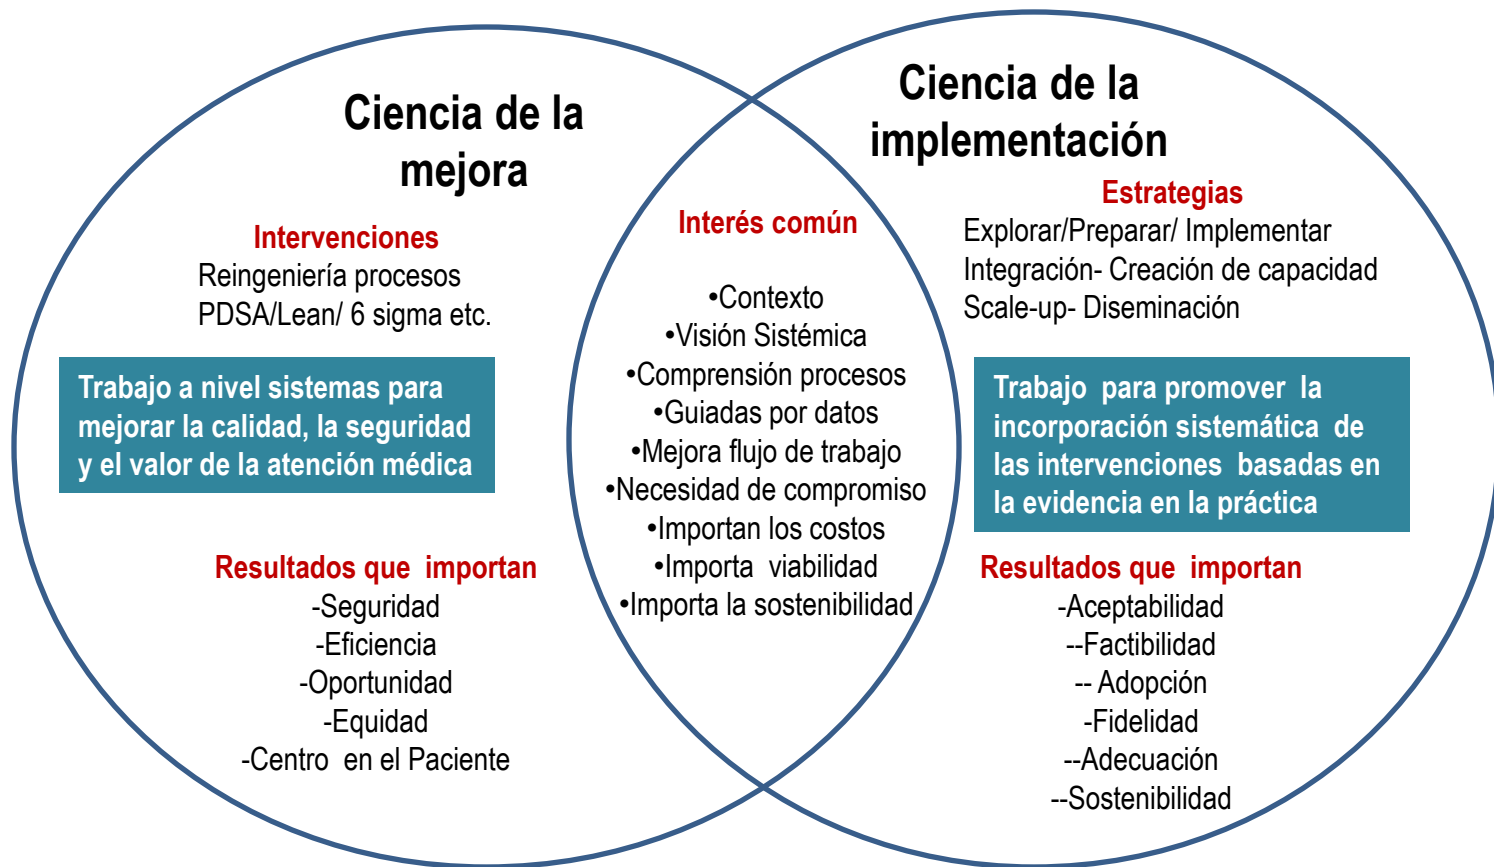 Ciencia de la
mejora
Intervenciones
Reingeniería procesos
PDSA/Lean/ 6 sigma etc.
Trabajo a nivel sistemas para
mejorar la calidad, la seguridad
y el valor de la atención médica
Resultados que importan
-Seguridad
-Eficiencia
-Oportunidad
-Equidad
-Centro en el Paciente
Interés común
•Contexto
•Visión Sistémica
•Comprensión procesos
•Guiadas por datos
•Mejora flujo de trabajo
•Necesidad de compromiso
•Importan los costos
•Importa viabilidad
•Importa la sostenibilidad
Ciencia de la
implementación
Estrategias
Explorar/Preparar/ Implementar
Integración- Creación de capacidad
Scale-up- Diseminación
Trabajo para promover la
incorporación sistemática de
las intervenciones basadas en
la evidencia en la práctica
Resultados que importan
-Aceptabilidad
--Factibilidad
-- Adopción
-Fidelidad
--Adecuación
--Sostenibilidad